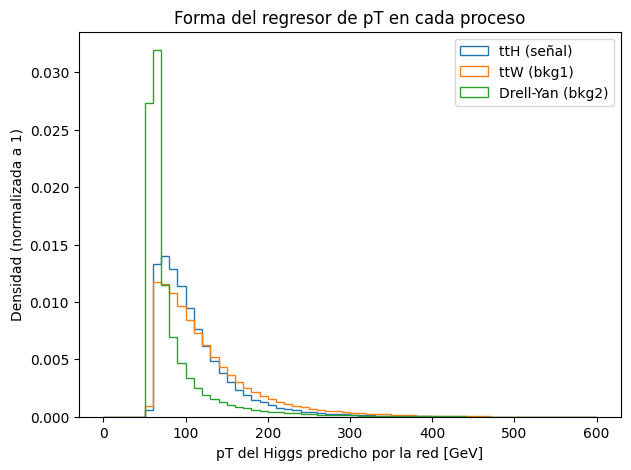 Forma del regresor de pT en cada proceso
ttH (señal)
ttW (bkg1)
Drell-Yan (bkg2)
Densidad (normalizada a 1)
0.030
0.025
0.020
0.015
0.010
0.005
0.000
0 100 200 300 400 500 600
pT del Higgs predicho por la red [GeV]